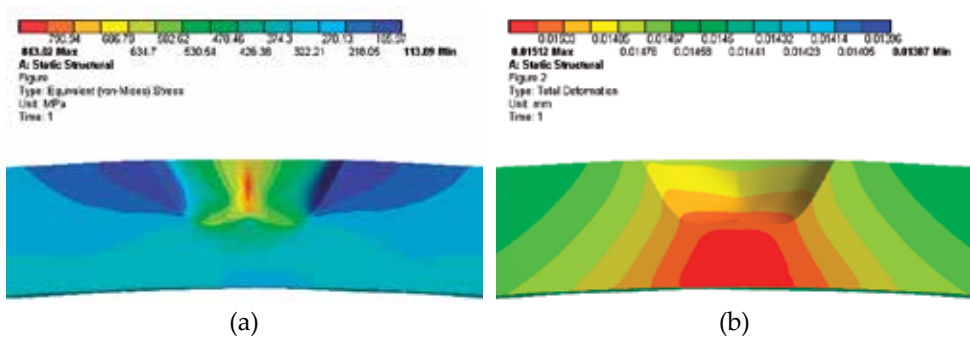 790.94 686.79 582.62 478.46 374.3 270.13 165.97
883.02 Max 634.7 530.54 426.38 322.21 218.05 113.89 Min
A: Static Structural
Figure
Type: Equivalent (von-Mises) Stress
Unit: MPa
Time: 1
0.01503 0.01485 0.01467 0.0145 0.01432 0.01414 0.01396
0.01512 Max 0.01476 0.01458 0.01441 0.01423 0.01405 0.01387 Min
A: Static Structural
Figure 2
Type: Total Deformation
Unit: mm
Time: 1
(a)
(b)